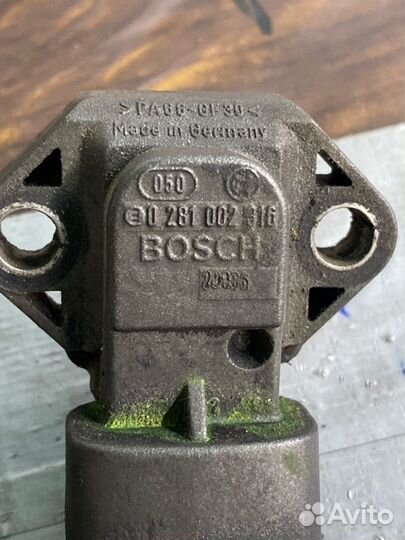 >PA66-GF30<
Made in Germany
050
0 281 002 316
BOSCH
Avito